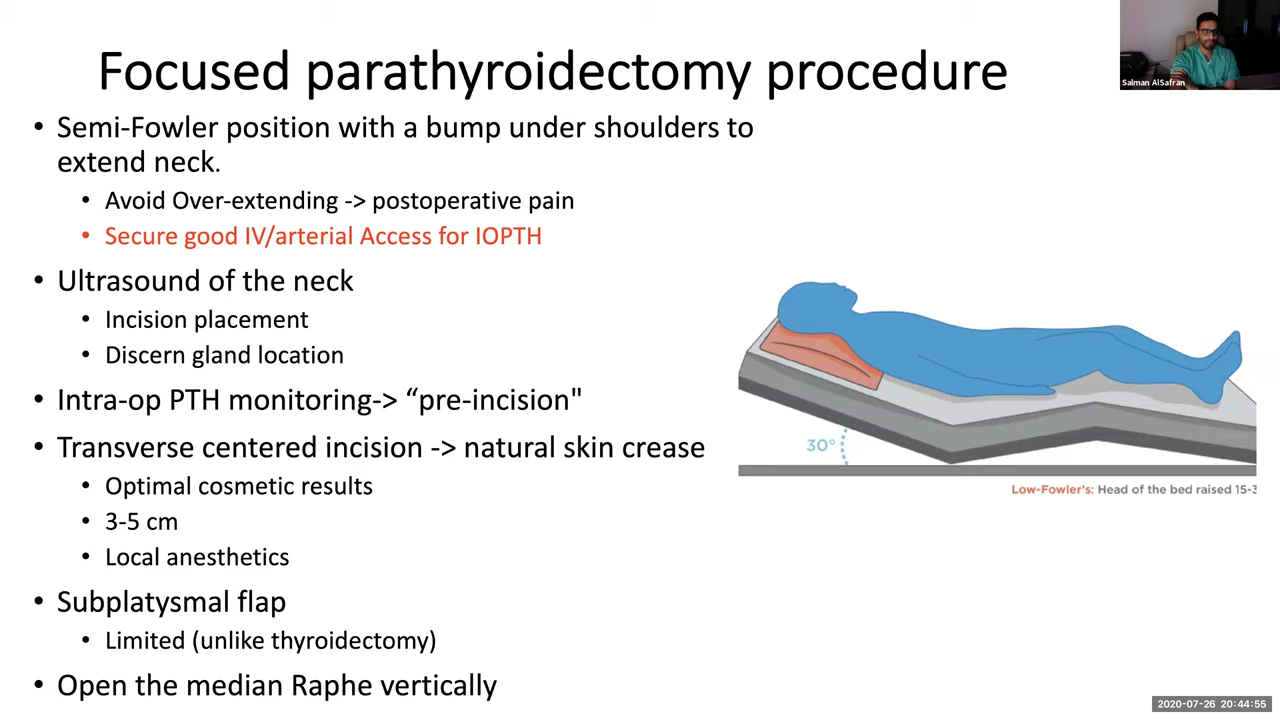 Focused parathyroidectomy procedure
Salman AlSafran
• Semi-Fowler position with a bump under shoulders to
extend neck.
• Avoid Over-extending -> postoperative pain
• Secure good IV/arterial Access for IOPTH
• Ultrasound of the neck
• Incision placement
• Discern gland location
• Intra-op PTH monitoring-> “pre-incision"
• Transverse centered incision -> natural skin crease
• Optimal cosmetic results
• 3-5 cm
• Local anesthetics
• Subplatysmal flap
• Limited (unlike thyroidectomy)
• Open the median Raphe vertically
30°
Low-Fowler's: Head of the bed raised 15-
2020-07-26 20:44:55